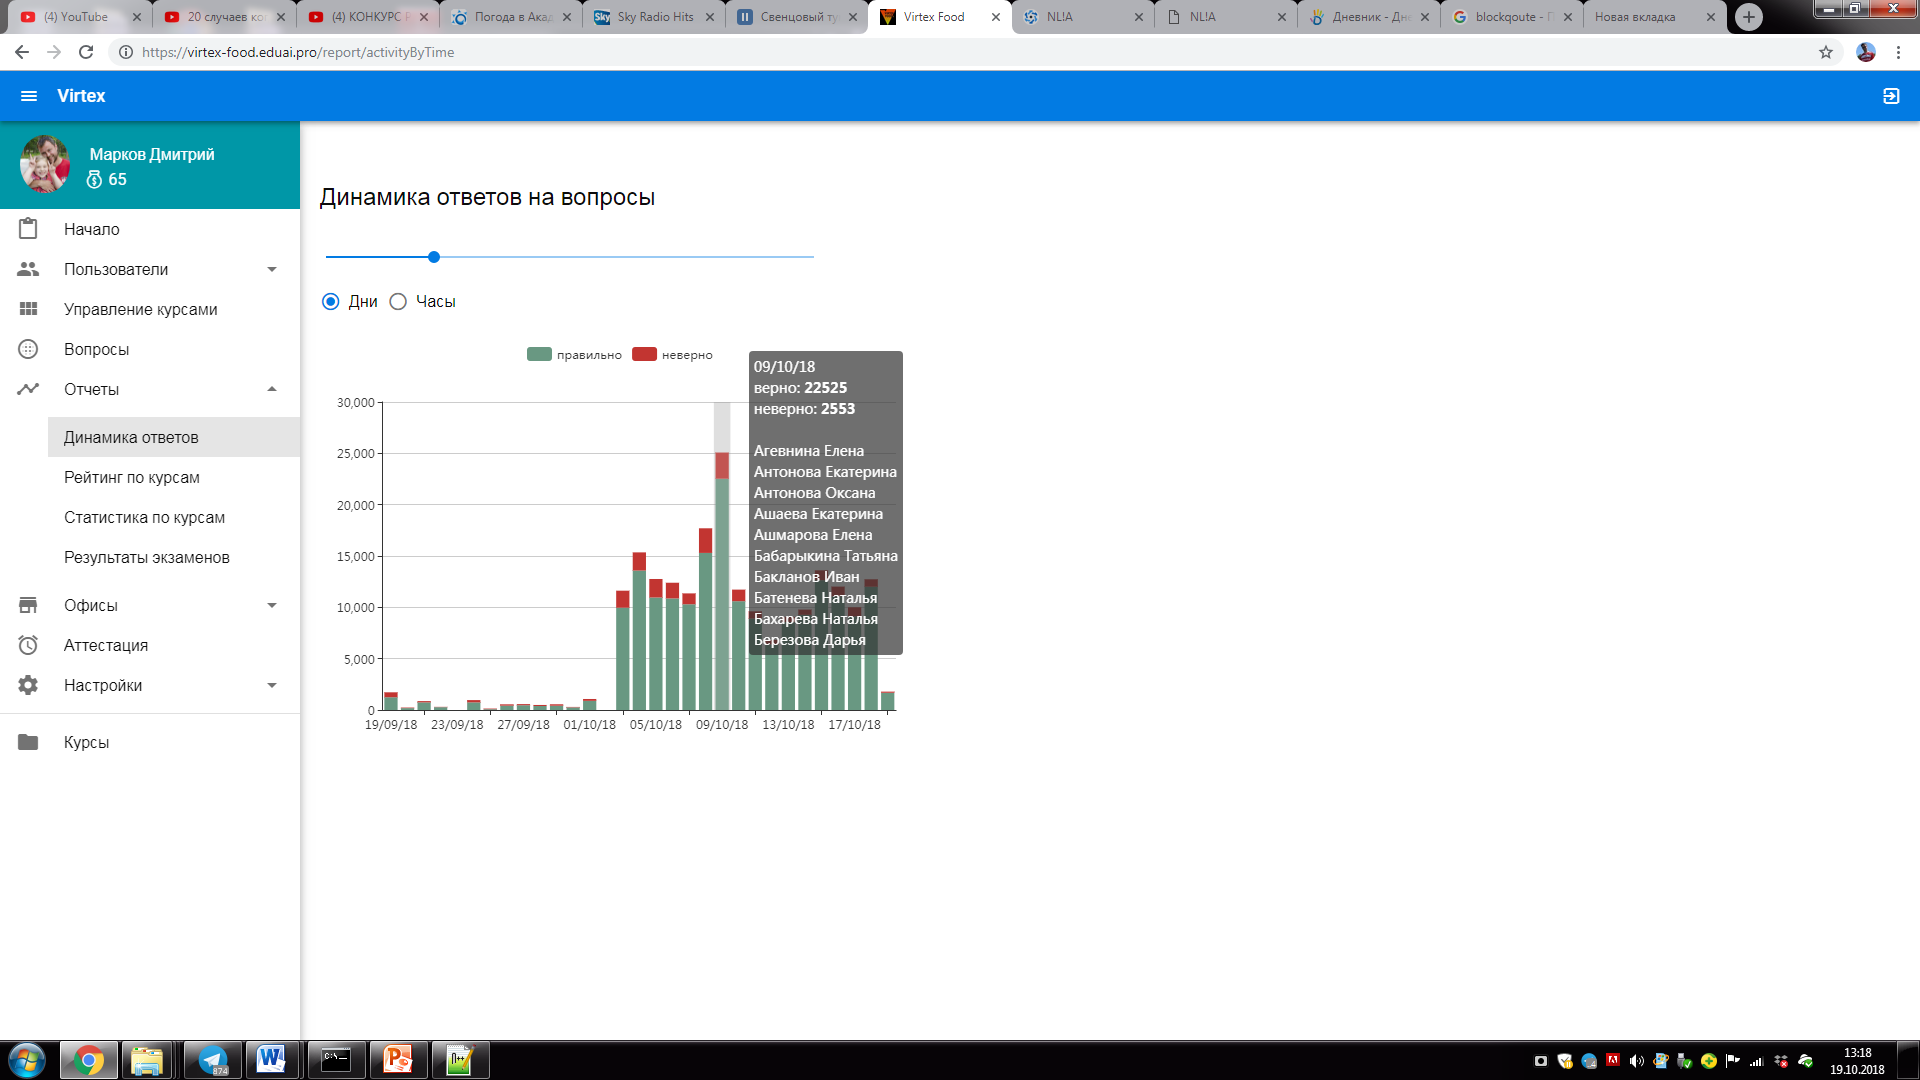 (4) YouTube
20 случаев ко
(4) КОНКУРС
Погода в Акад
Sky Radio Hits
Свенцовый ту
Virtex Food
NL!A
NL!A
Дневник - Дн
blockqoute - П
Новая вкладка
https://virtex-food.eduai.pro/report/activityByTime
Virtex
Марков Дмитрий
65
Начало
Пользователи
Управление курсами
Вопросы
Отчеты
Динамика ответов
Рейтинг по курсам
Статистика по курсам
Результаты экзаменов
Офисы
Аттестация
Настройки
Курсы
Динамика ответов на вопросы
Дни Часы
правильно неверно
30,000
25,000
20,000
15,000
10,000
5,000
0
19/09/18 23/09/18 27/09/18 01/10/18 05/10/18 09/10/18 13/10/18 17/10/18
09/10/18
верно: 22525
неверно: 2553
Агевнина Елена
Антонова Екатерина
Антонова Оксана
Ашаева Екатерина
Ашмарова Елена
Бабарыкина Татьяна
Бакланов Иван
Батенева Наталья
Бахарева Наталья
Березова Дарья
874
13:18
19.10.2018